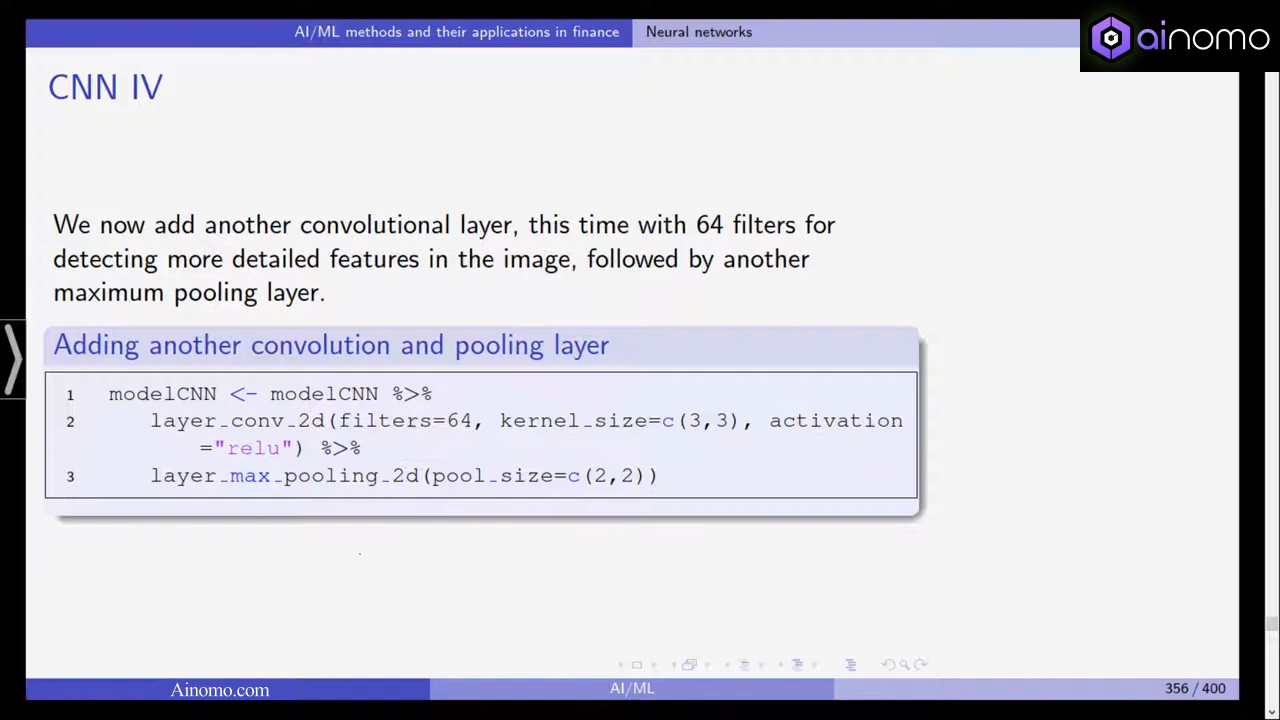 AI/ML methods and their applications in finance Neural networks
ainomo
CNN IV
We now add another convolutional layer, this time with 64 filters for
detecting more detailed features in the image, followed by another
maximum pooling layer.
Adding another convolution and pooling layer
1 modelCNN <- modelCNN %>%
2 layer_conv_2d(filters=64, kernel_size=c(3,3), activation
="relu") %>%
3 layer_max_pooling_2d(pool_size=c(2,2))
Ainomo.com AI/ML 356 / 400